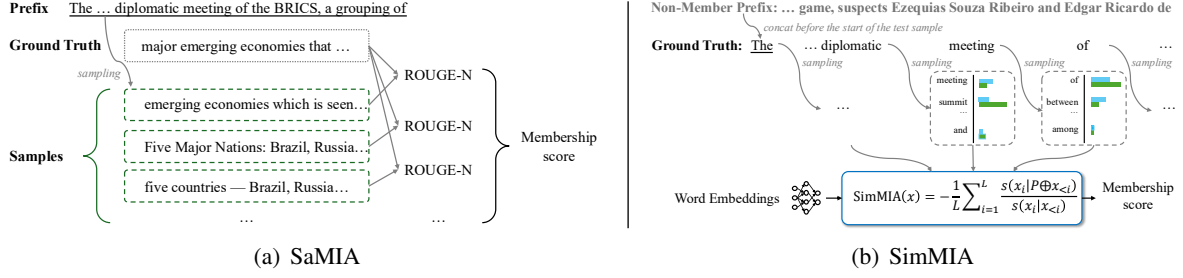 Prefix The … diplomatic meeting of the BRICS, a grouping of
Ground Truth major emerging economies that …
sampling
ROUGE-N
emerging economies which is seen…
ROUGE-N
Samples Five Major Nations: Brazil, Russia…
Membership score
ROUGE-N
five countries — Brazil, Russia…
… …
(a) SaMIA
Non-Member Prefix: … game, suspects Ezequias Souza Ribeiro and Edgar Ricardo de
concat before the start of the test sample
Ground Truth: The … diplomatic meeting of …
sampling sampling sampling sampling
meeting of
… summit between …
… …
and among
Word Embeddings SimMIA(x) = −1/L ∑_{i=1}^{L} s(x_i|P⊕x_{<i}) / s(x_i|x_{<i}) Membership score
(b) SimMIA